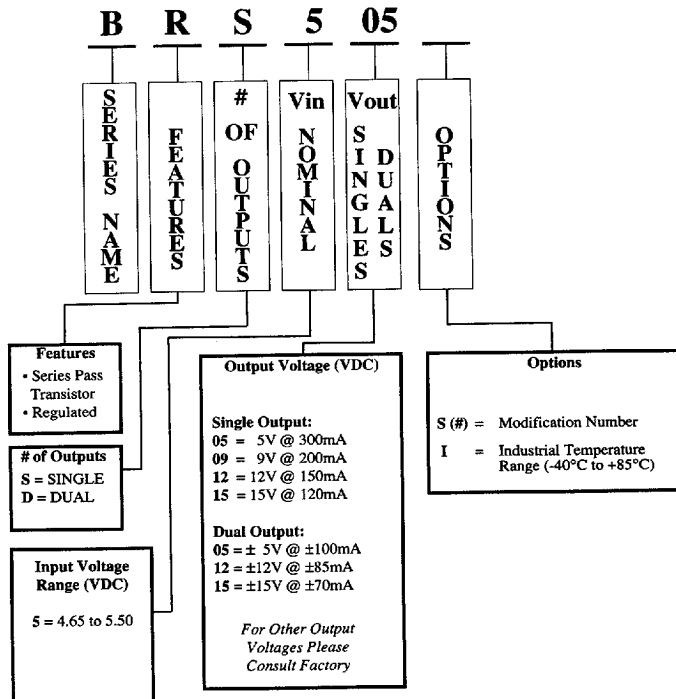 B R S 5 05
SERIES NAME
FEATURES
# OF OUTPUTS
Vin NOMINAL
Vout SINGLES DUALS
OPTIONS
Features
• Series Pass
Transistor
• Regulated
# of Outputs
S = SINGLE
D = DUAL
Input Voltage
Range (VDC)
5 = 4.65 to 5.50
Output Voltage (VDC)
Single Output:
05 = 5V @ 300mA
09 = 9V @ 200mA
12 = 12V @ 150mA
15 = 15V @ 120mA
Dual Output:
05 = ± 5V @ ±100mA
12 = ±12V @ ±85mA
15 = ±15V @ ±70mA
For Other Output
Voltages Please
Consult Factory
Options
S (#) = Modification Number
I = Industrial Temperature
Range (-40°C to +85°C)